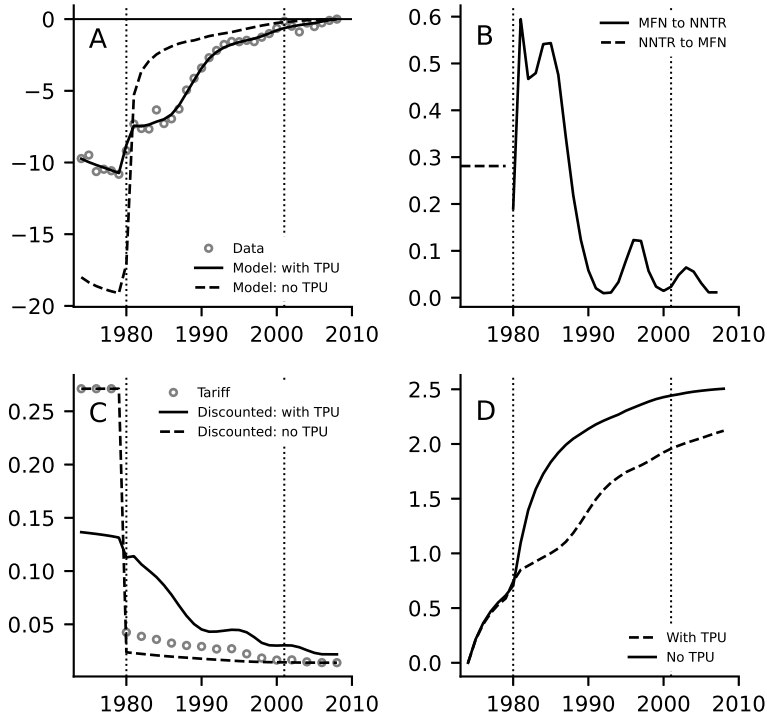 A
0
−5
−10
−15
−20
Data
Model: with TPU
Model: no TPU
1980 1990 2000 2010
B
MFN to NNTR
NNTR to MFN
0.6
0.5
0.4
0.3
0.2
0.1
0.0
1980 1990 2000 2010
C
Tariff
Discounted: with TPU
Discounted: no TPU
0.25
0.20
0.15
0.10
0.05
1980 1990 2000 2010
D
2.5
2.0
1.5
1.0
0.5
0.0
With TPU
No TPU
1980 1990 2000 2010